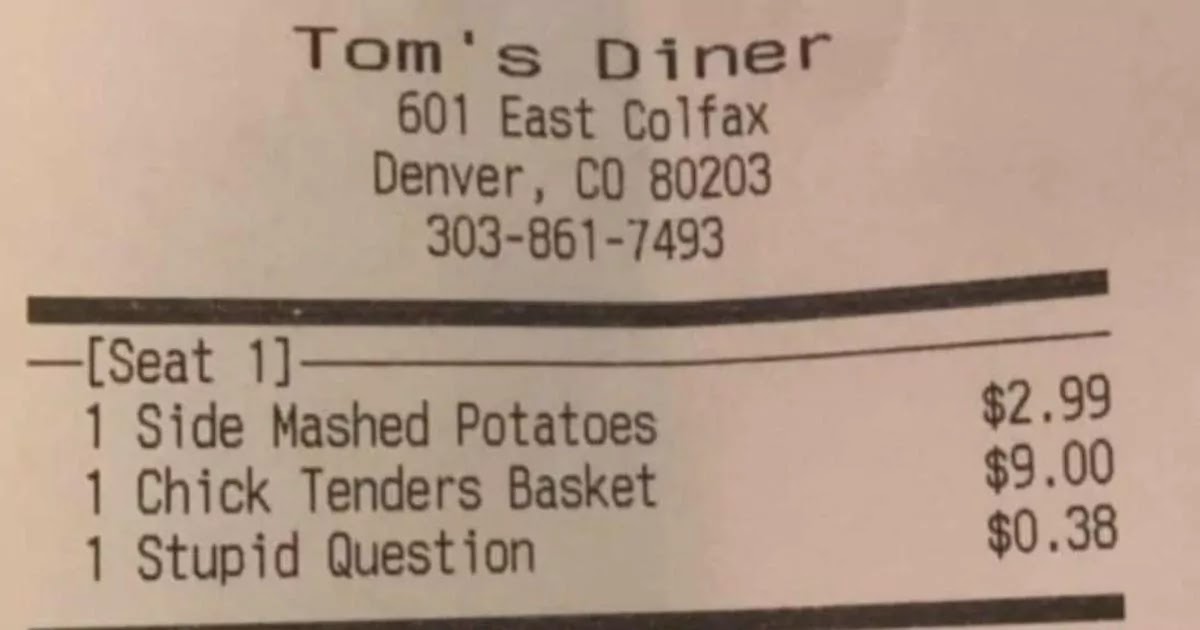 Tom's Diner
601 East Colfax
Denver, CO 80203
303-861-7493
[Seat 1]
1 Side Mashed Potatoes $2.99
1 Chick Tenders Basket $9.00
1 Stupid Question $0.38